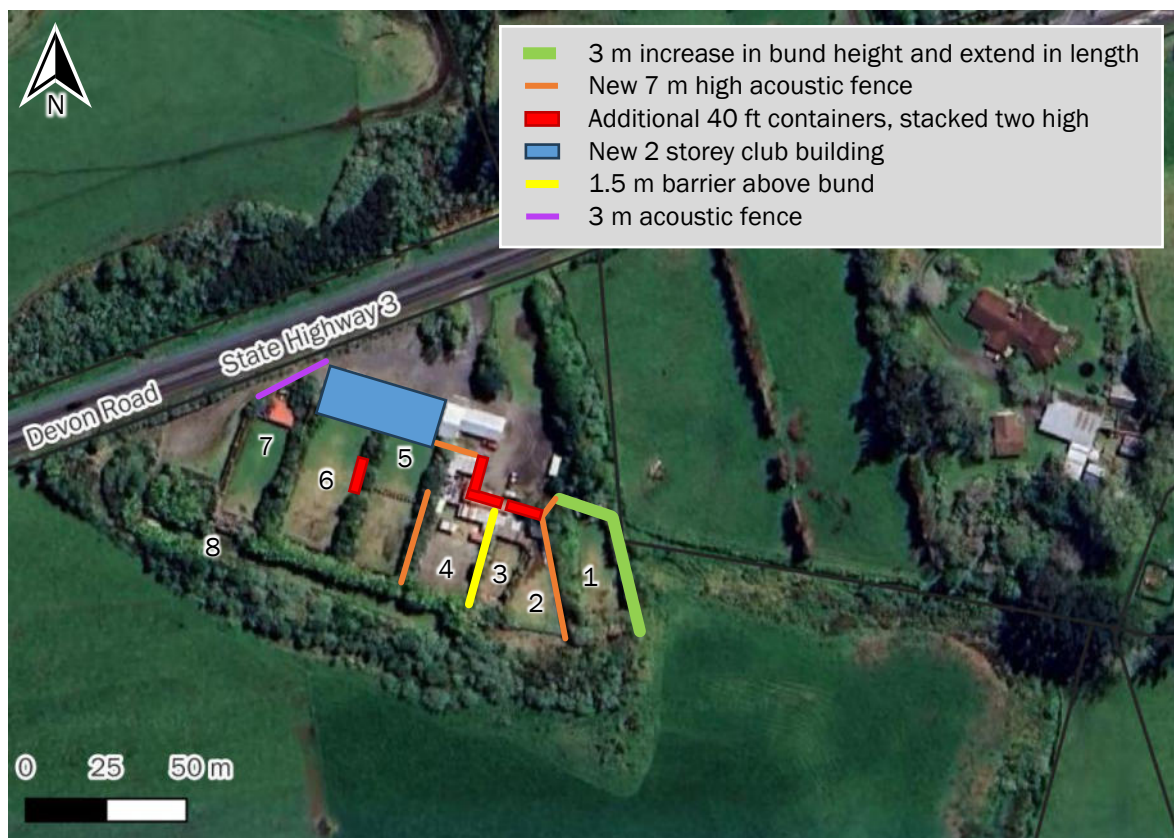 N
3 m increase in bund height and extend in length
New 7 m high acoustic fence
Additional 40 ft containers, stacked two high
New 2 storey club building
1.5 m barrier above bund
3 m acoustic fence
Devon Road
State Highway 3
7
6
5
8
4
3
2
1
0 25 50 m